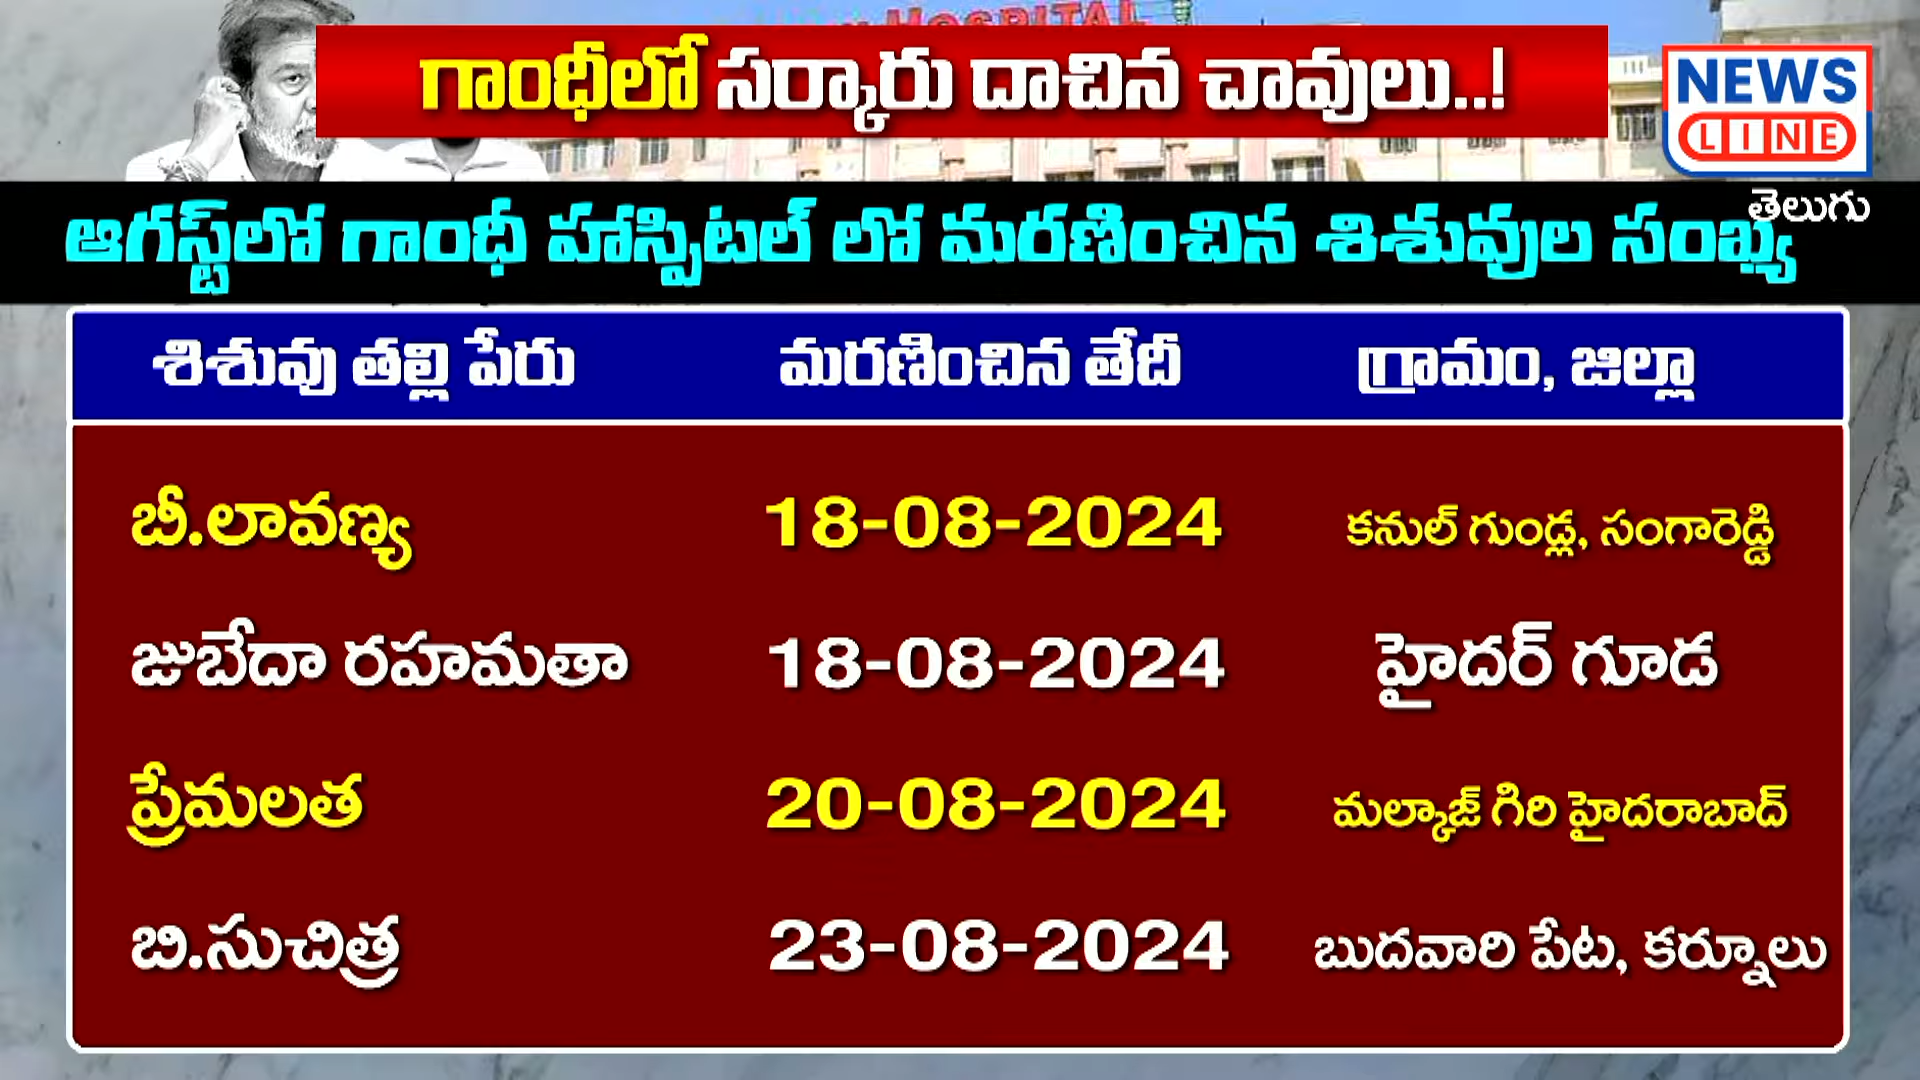 HOSPITAL
గాంధీలో సర్కారు దాచిన చావులు..!
NEWS
LINE
తెలుగు
ఆగస్ట్‌లో గాంధీ హాస్పిటల్ లో మరణించిన శిశువుల సంఖ్య
శిశువు తల్లి పేరు మరణించిన తేదీ గ్రామం, జిల్లా
బీ.లావణ్య 18-08-2024 కనుల్ గుండ్ల, సంగారెడ్డి
జుబేదా రహమతా 18-08-2024 హైదర్ గూడ
ప్రేమలత 20-08-2024 మల్కాజ్ గిరి హైదరాబాద్
బి.సుచిత్ర 23-08-2024 బుదవారి పేట, కర్నూలు